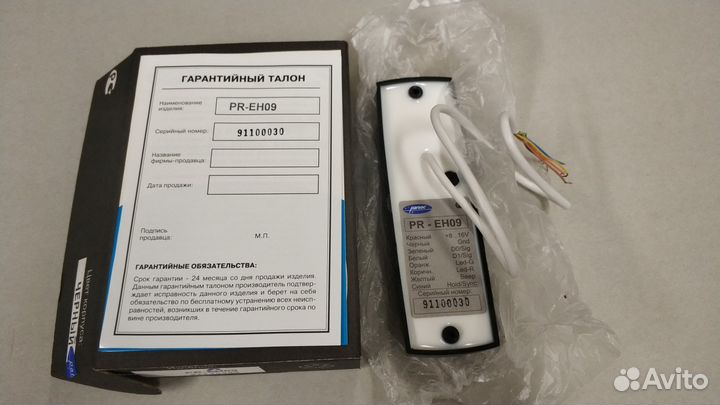 ГАРАНТИЙНЫЙ ТАЛОН
Наименование
изделия:
PR-EH09
Серийный номер:
91100030
Название
фирмы-продавца:
Дата продажи:
Подпись
продавца:
М.П.
ГАРАНТИЙНЫЕ ОБЯЗАТЕЛЬСТВА:
Срок гарантии - 24 месяца со дня продажи изделия.
Данным гарантийным талоном производитель подтвер-
ждает исправность данного изделия и берет на себя
обязательство по бесплатному устранению всех неис-
правностей, возникших в течение гарантийного срока по
вине производителя.
Цвет корпуса
ЧЕРНЫЙ
PR - EH09
Красный +8 16V
Черный Gnd
Зеленый D0/Sig
Белый D1/Sig
Оранж. Led-G
Коричн. Led-R
Желтый Beep
Синий Hold/Sync
Серийный номер:
91100030
Avito